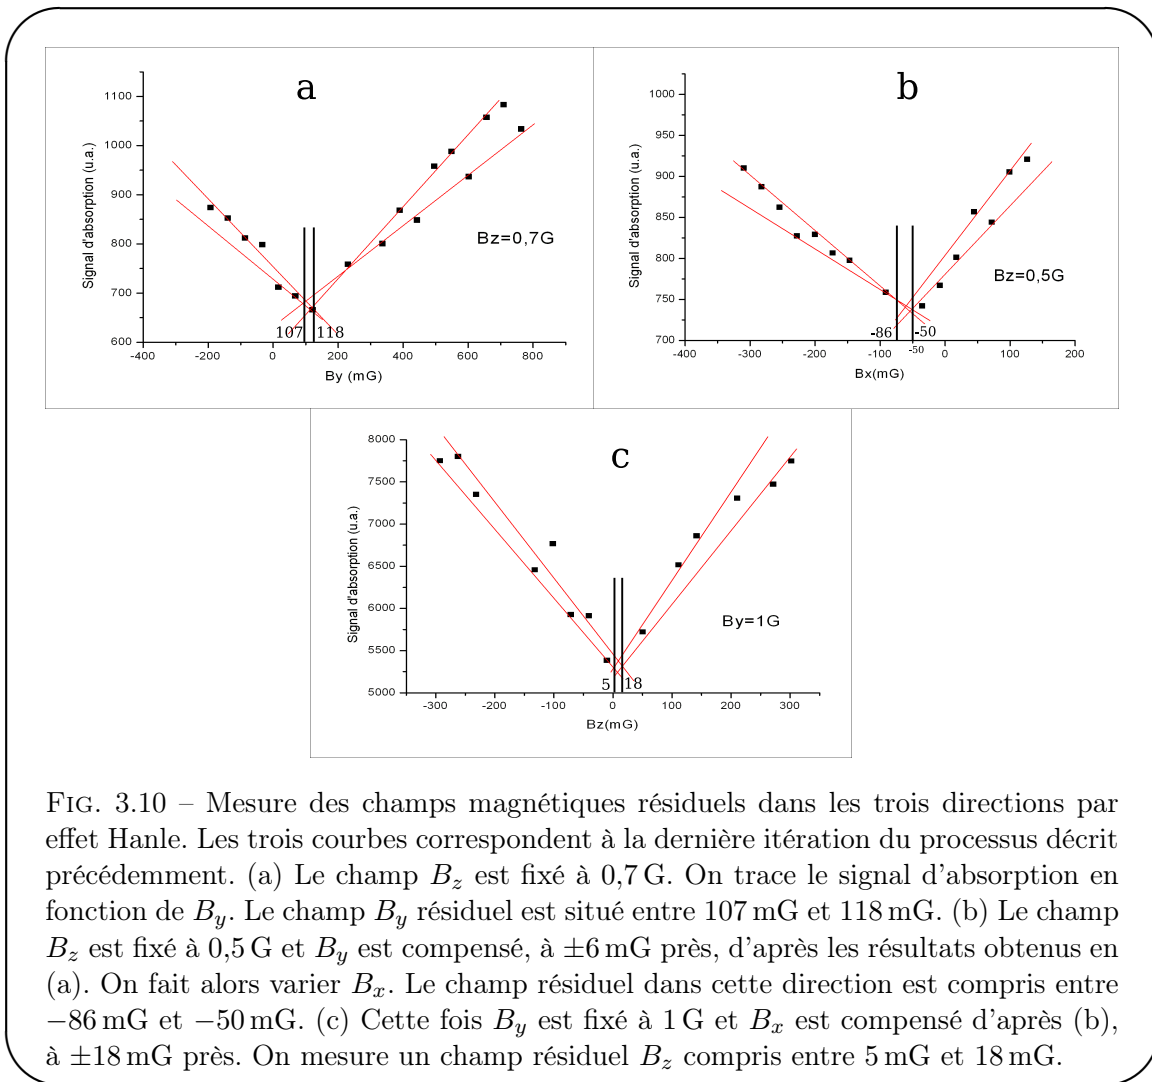 a
Signal d'absorption (u.a.)
1100
1000
900
800
700
600
-400
-200
0
200
400
600
800
By (mG)
Bz=0,7G
107
118
b
Signal d'absorption (u.a.)
1000
950
900
850
800
750
700
-400
-300
-200
-100
0
100
200
Bx(mG)
Bz=0,5G
-86
-50
-50
c
Signal d'absorption (u.a.)
8000
7500
7000
6500
6000
5500
5000
-300
-200
-100
0
100
200
300
Bz(mG)
By=1G
5
18
FIG. 3.10 – Mesure des champs magnétiques résiduels dans les trois directions par
effet Hanle. Les trois courbes correspondent à la dernière itération du processus décrit
précédemment. (a) Le champ B_z est fixé à 0,7 G. On trace le signal d'absorption en
fonction de B_y. Le champ B_y résiduel est situé entre 107 mG et 118 mG. (b) Le champ
B_z est fixé à 0,5 G et B_y est compensé, à ±6 mG près, d'après les résultats obtenus en
(a). On fait alors varier B_x. Le champ résiduel dans cette direction est compris entre
−86 mG et −50 mG. (c) Cette fois B_y est fixé à 1 G et B_x est compensé d'après (b),
à ±18 mG près. On mesure un champ résiduel B_z compris entre 5 mG et 18 mG.